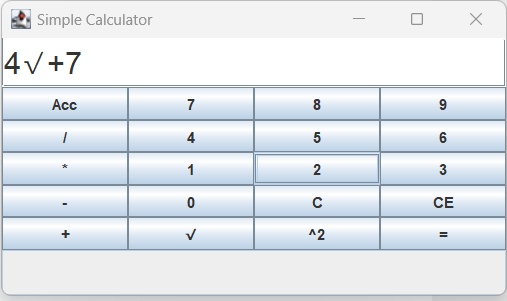 Simple Calculator
4√+7
Acc 7 8 9
/ 4 5 6
* 1 2 3
- 0 C CE
+ √ ^2 =